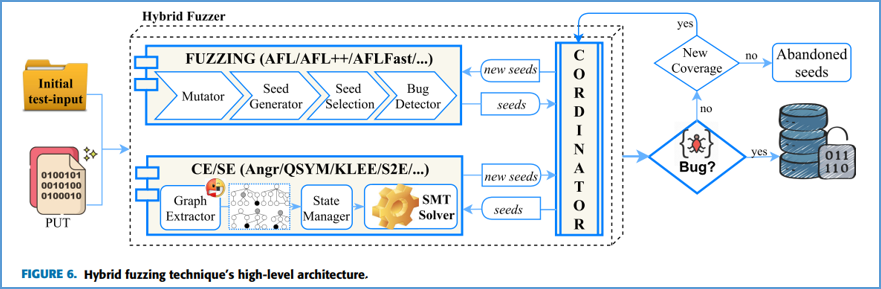 Hybrid Fuzzer
Initial
test-input
0100101
0010100
0100010
PUT
FUZZING (AFL/AFL++/AFLFast/...)
Mutator
Seed
Generator
Seed
Selection
Bug
Detector
new seeds
seeds
CE/SE (Angr/QSYM/KLEE/S2E/...)
Graph
Extractor
State
Manager
SMT
Solver
new seeds
seeds
C
O
R
D
I
N
A
T
O
R
yes
New
Coverage
no
Abandoned
seeds
no
Bug?
yes
011
110
FIGURE 6. Hybrid fuzzing technique's high-level architecture.